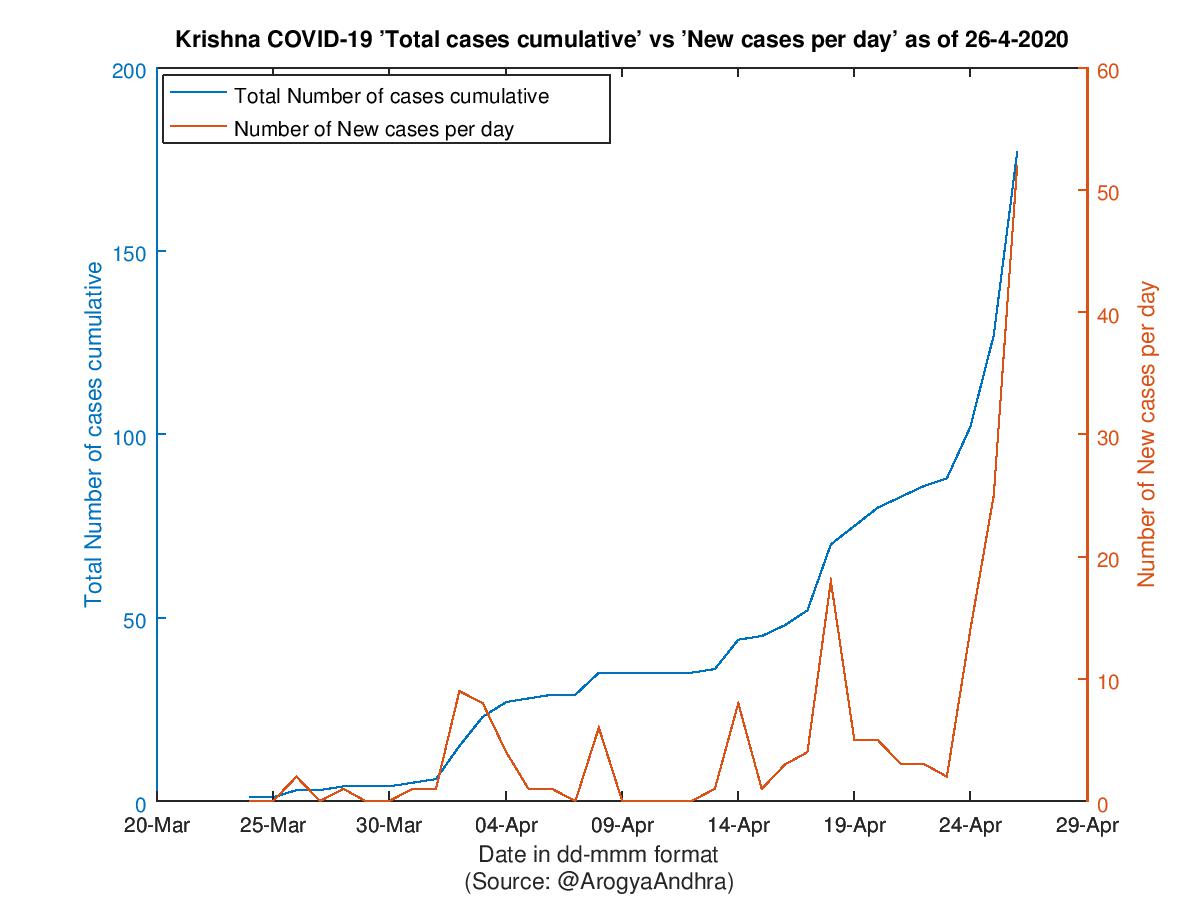 Krishna COVID-19 ’Total cases cumulative’ vs ’New cases per day’ as of 26-4-2020
Total Number of cases cumulative
Number of New cases per day
200
150
100
50
0
Total Number of cases cumulative
60
50
40
30
20
10
0
Number of New cases per day
20-Mar 25-Mar 30-Mar 04-Apr 09-Apr 14-Apr 19-Apr 24-Apr 29-Apr
Date in dd-mmm format
(Source: @ArogyaAndhra)